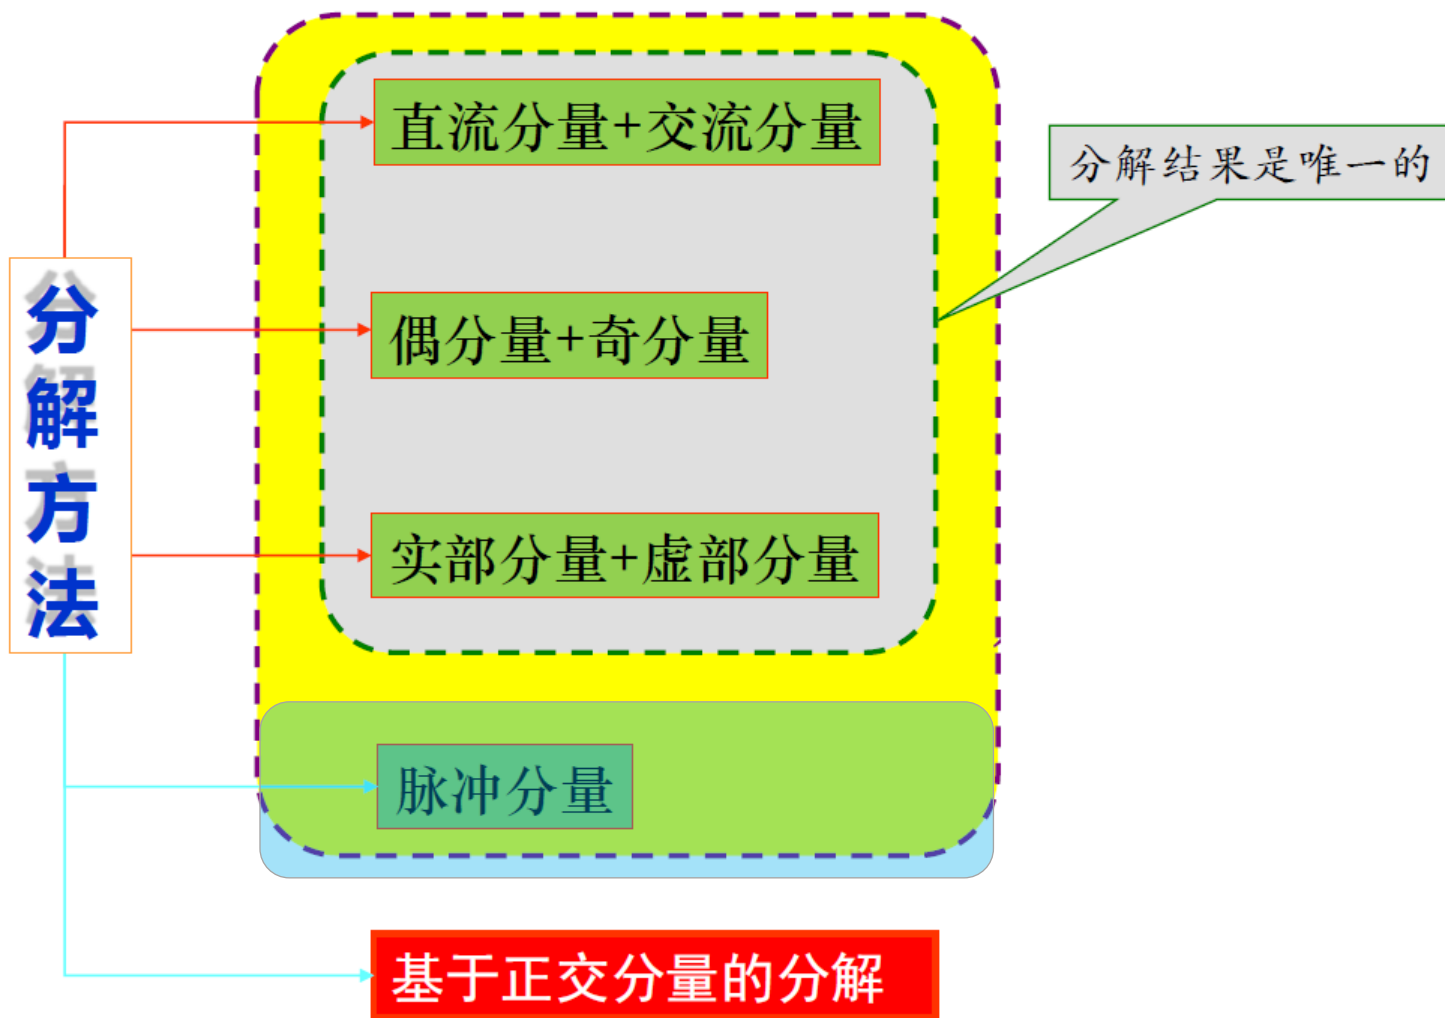 分解方法
直流分量+交流分量
分解结果是唯一的
偶分量+奇分量
实部分量+虚部分量
脉冲分量
基于正交分量的分解